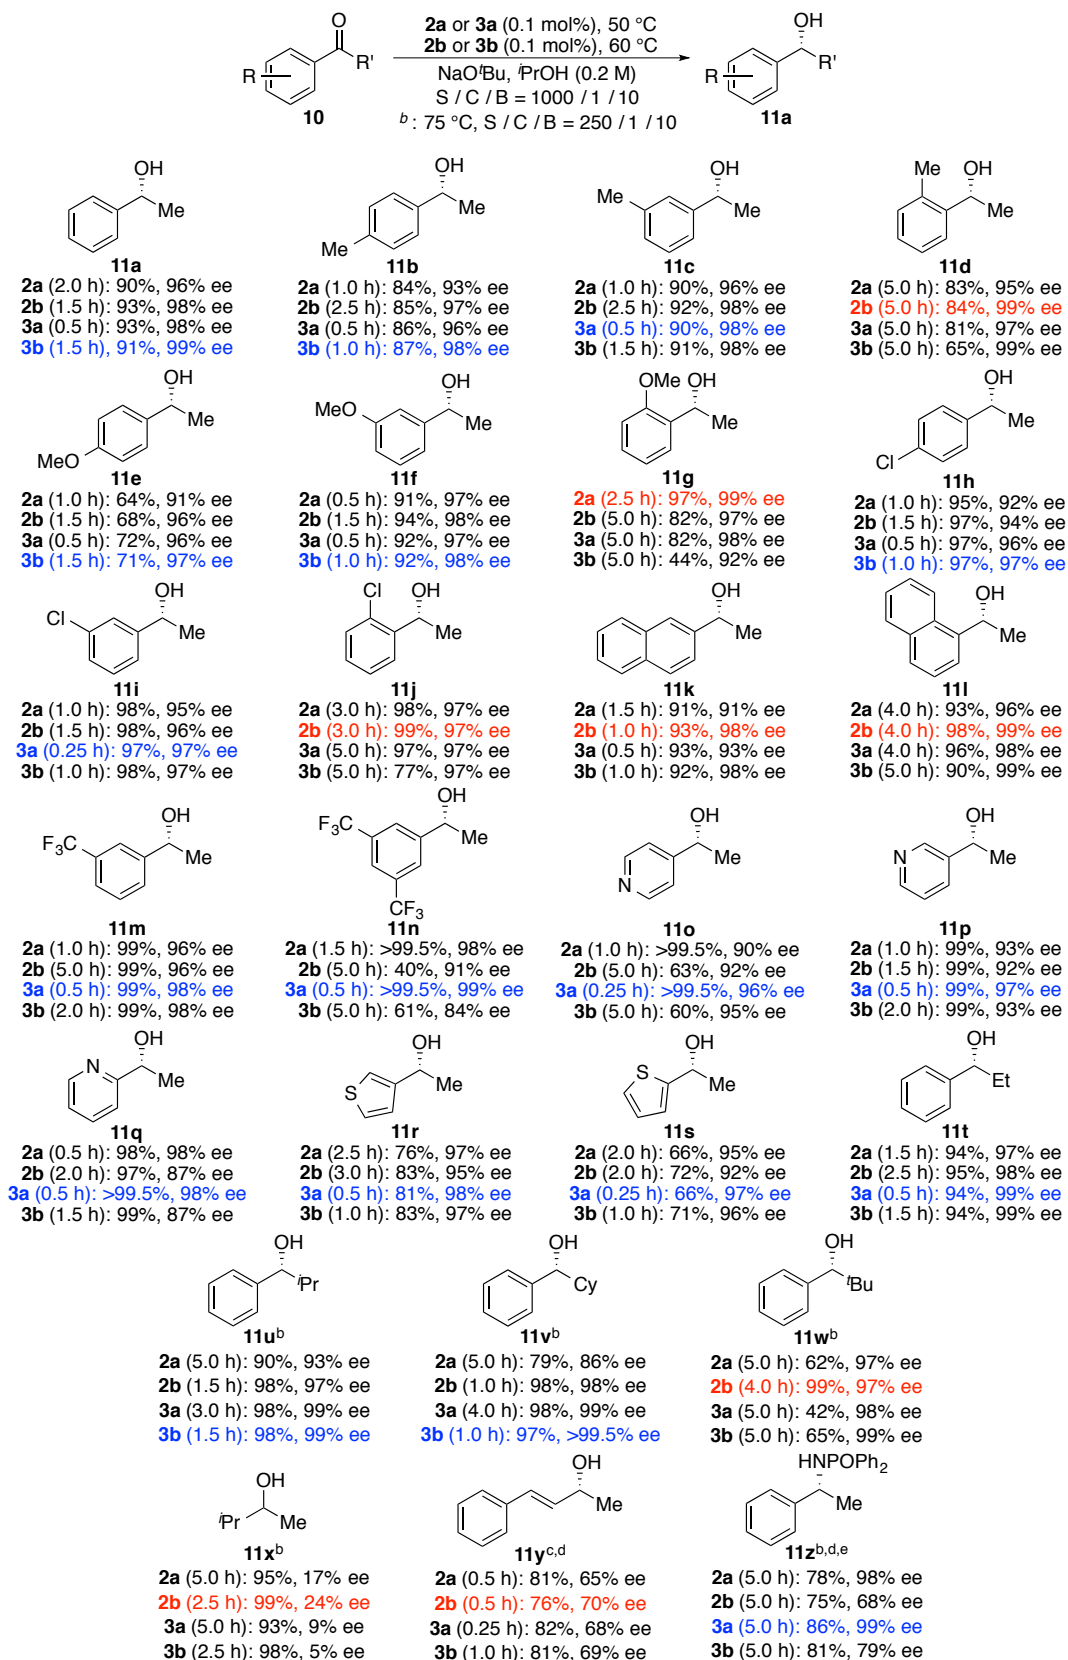 O
R
R'
10
2a or 3a (0.1 mol%), 50 °C
2b or 3b (0.1 mol%), 60 °C
NaOᵗBu, ⁱPrOH (0.2 M)
S / C / B = 1000 / 1 / 10
ᵇ : 75 °C, S / C / B = 250 / 1 / 10
OH
R
R'
11a
OH
Me
11a
2a (2.0 h): 90%, 96% ee
2b (1.5 h): 93%, 98% ee
3a (0.5 h): 93%, 98% ee
3b (1.5 h), 91%, 99% ee
OH
Me
Me
11b
2a (1.0 h): 84%, 93% ee
2b (2.5 h): 85%, 97% ee
3a (0.5 h): 86%, 96% ee
3b (1.0 h): 87%, 98% ee
OH
Me
Me
11c
2a (1.0 h): 90%, 96% ee
2b (2.5 h): 92%, 98% ee
3a (0.5 h): 90%, 98% ee
3b (1.5 h): 91%, 98% ee
Me OH
Me
11d
2a (5.0 h): 83%, 95% ee
2b (5.0 h): 84%, 99% ee
3a (5.0 h): 81%, 97% ee
3b (5.0 h): 65%, 99% ee
OH
Me
MeO
11e
2a (1.0 h): 64%, 91% ee
2b (1.5 h): 68%, 96% ee
3a (0.5 h): 72%, 96% ee
3b (1.5 h): 71%, 97% ee
OH
MeO
Me
11f
2a (0.5 h): 91%, 97% ee
2b (1.5 h): 94%, 98% ee
3a (0.5 h): 92%, 97% ee
3b (1.0 h): 92%, 98% ee
OMe OH
Me
11g
2a (2.5 h): 97%, 99% ee
2b (5.0 h): 82%, 97% ee
3a (5.0 h): 82%, 98% ee
3b (5.0 h): 44%, 92% ee
OH
Me
Cl
11h
2a (1.0 h): 95%, 92% ee
2b (1.5 h): 97%, 94% ee
3a (0.5 h): 97%, 96% ee
3b (1.0 h): 97%, 97% ee
OH
Cl
Me
11i
2a (1.0 h): 98%, 95% ee
2b (1.5 h): 98%, 96% ee
3a (0.25 h): 97%, 97% ee
3b (1.0 h): 98%, 97% ee
Cl OH
Me
11j
2a (3.0 h): 98%, 97% ee
2b (3.0 h): 99%, 97% ee
3a (5.0 h): 97%, 97% ee
3b (5.0 h): 77%, 97% ee
OH
Me
11k
2a (1.5 h): 91%, 91% ee
2b (1.0 h): 93%, 98% ee
3a (0.5 h): 93%, 93% ee
3b (1.0 h): 92%, 98% ee
OH
Me
11l
2a (4.0 h): 93%, 96% ee
2b (4.0 h): 98%, 99% ee
3a (4.0 h): 96%, 98% ee
3b (5.0 h): 90%, 99% ee
OH
F₃C
Me
11m
2a (1.0 h): 99%, 96% ee
2b (5.0 h): 99%, 96% ee
3a (0.5 h): 99%, 98% ee
3b (2.0 h): 99%, 98% ee
OH
F₃C
Me
CF₃
11n
2a (1.5 h): >99.5%, 98% ee
2b (5.0 h): 40%, 91% ee
3a (0.5 h): >99.5%, 99% ee
3b (5.0 h): 61%, 84% ee
OH
Me
N
11o
2a (1.0 h): >99.5%, 90% ee
2b (5.0 h): 63%, 92% ee
3a (0.25 h): >99.5%, 96% ee
3b (5.0 h): 60%, 95% ee
OH
N
Me
11p
2a (1.0 h): 99%, 93% ee
2b (1.5 h): 99%, 92% ee
3a (0.5 h): 99%, 97% ee
3b (2.0 h): 99%, 93% ee
OH
N
Me
11q
2a (0.5 h): 98%, 98% ee
2b (2.0 h): 97%, 87% ee
3a (0.5 h): >99.5%, 98% ee
3b (1.5 h): 99%, 87% ee
OH
S
Me
11r
2a (2.5 h): 76%, 97% ee
2b (3.0 h): 83%, 95% ee
3a (0.5 h): 81%, 98% ee
3b (1.0 h): 83%, 97% ee
OH
S
Me
11s
2a (2.0 h): 66%, 95% ee
2b (2.0 h): 72%, 92% ee
3a (0.25 h): 66%, 97% ee
3b (1.0 h): 71%, 96% ee
OH
Et
11t
2a (1.5 h): 94%, 97% ee
2b (2.5 h): 95%, 98% ee
3a (0.5 h): 94%, 99% ee
3b (1.5 h): 94%, 99% ee
OH
ⁱPr
11uᵇ
2a (5.0 h): 90%, 93% ee
2b (1.5 h): 98%, 97% ee
3a (3.0 h): 98%, 99% ee
3b (1.5 h): 98%, 99% ee
OH
Cy
11vᵇ
2a (5.0 h): 79%, 86% ee
2b (1.0 h): 98%, 98% ee
3a (4.0 h): 98%, 99% ee
3b (1.0 h): 97%, >99.5% ee
OH
ᵗBu
11wᵇ
2a (5.0 h): 62%, 97% ee
2b (4.0 h): 99%, 97% ee
3a (5.0 h): 42%, 98% ee
3b (5.0 h): 65%, 99% ee
OH
ⁱPr
Me
11xᵇ
2a (5.0 h): 95%, 17% ee
2b (2.5 h): 99%, 24% ee
3a (5.0 h): 93%, 9% ee
3b (2.5 h): 98%, 5% ee
OH
Me
11yᶜ,ᵈ
2a (0.5 h): 81%, 65% ee
2b (0.5 h): 76%, 70% ee
3a (0.25 h): 82%, 68% ee
3b (1.0 h): 81%, 69% ee
HNPOPh₂
Me
11zᵇ,ᵈ,ᵉ
2a (5.0 h): 78%, 98% ee
2b (5.0 h): 75%, 68% ee
3a (5.0 h): 86%, 99% ee
3b (5.0 h): 81%, 79% ee